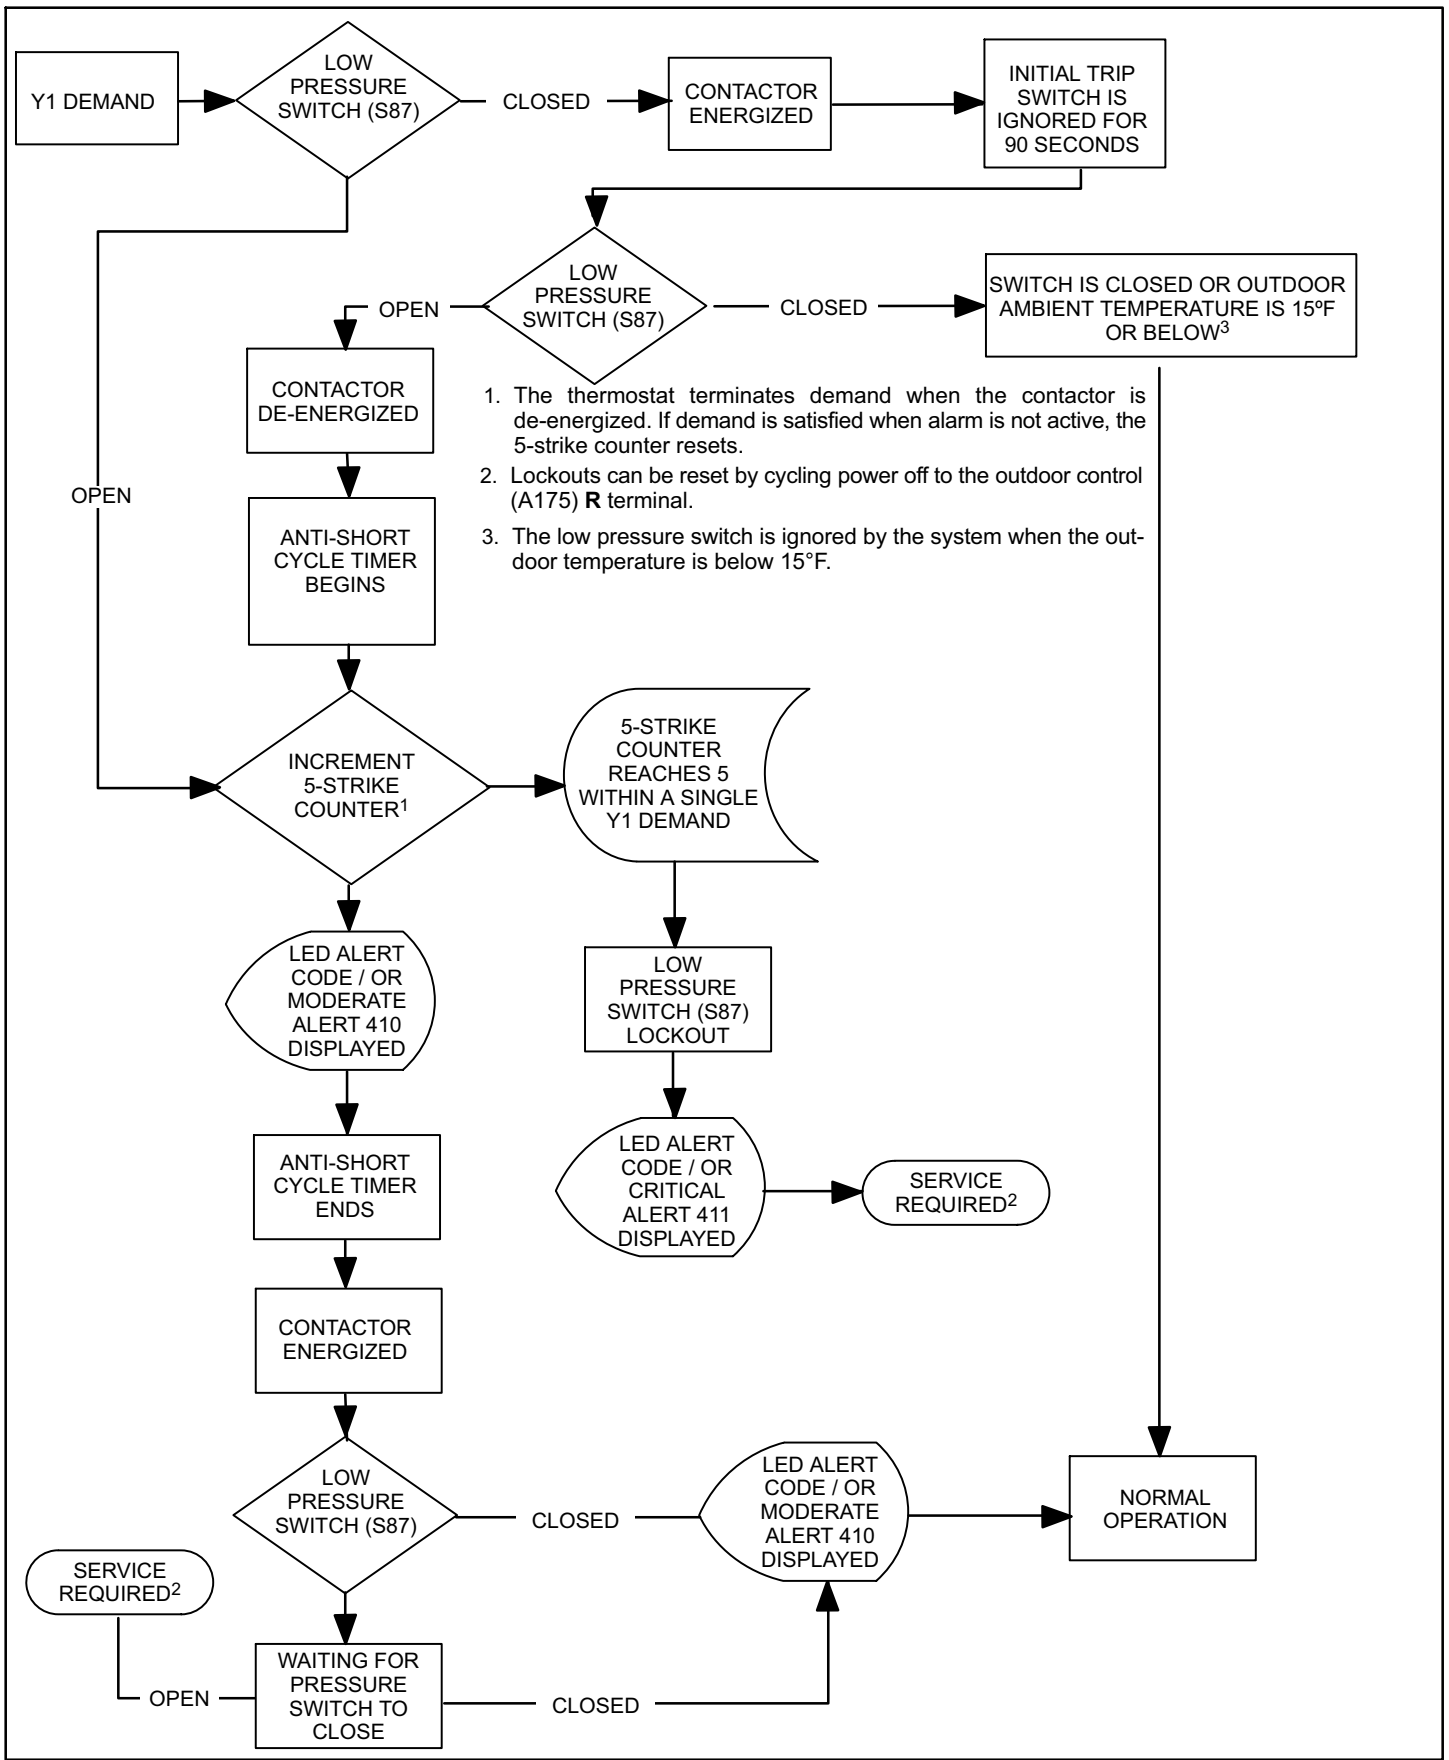 Y1 DEMAND
LOW
PRESSURE
SWITCH (S87)
CLOSED
CONTACTOR
ENERGIZED
INITIAL TRIP
SWITCH IS
IGNORED FOR
90 SECONDS
LOW
PRESSURE
SWITCH (S87)
OPEN
CLOSED
SWITCH IS CLOSED OR OUTDOOR
AMBIENT TEMPERATURE IS 15ºF
OR BELOW3
CONTACTOR
DE-ENERGIZED
1. The thermostat terminates demand when the contactor is
de-energized. If demand is satisfied when alarm is not active, the
5-strike counter resets.
2. Lockouts can be reset by cycling power off to the outdoor control
(A175) R terminal.
3. The low pressure switch is ignored by the system when the out-
door temperature is below 15°F.
OPEN
ANTI-SHORT
CYCLE TIMER
BEGINS
INCREMENT
5-STRIKE
COUNTER1
5-STRIKE
COUNTER
REACHES 5
WITHIN A SINGLE
Y1 DEMAND
LED ALERT
CODE / OR
MODERATE
ALERT 410
DISPLAYED
LOW
PRESSURE
SWITCH (S87)
LOCKOUT
ANTI-SHORT
CYCLE TIMER
ENDS
LED ALERT
CODE / OR
CRITICAL
ALERT 411
DISPLAYED
SERVICE
REQUIRED2
CONTACTOR
ENERGIZED
LOW
PRESSURE
SWITCH (S87)
CLOSED
LED ALERT
CODE / OR
MODERATE
ALERT 410
DISPLAYED
NORMAL
OPERATION
SERVICE
REQUIRED2
OPEN
WAITING FOR
PRESSURE
SWITCH TO
CLOSE
CLOSED